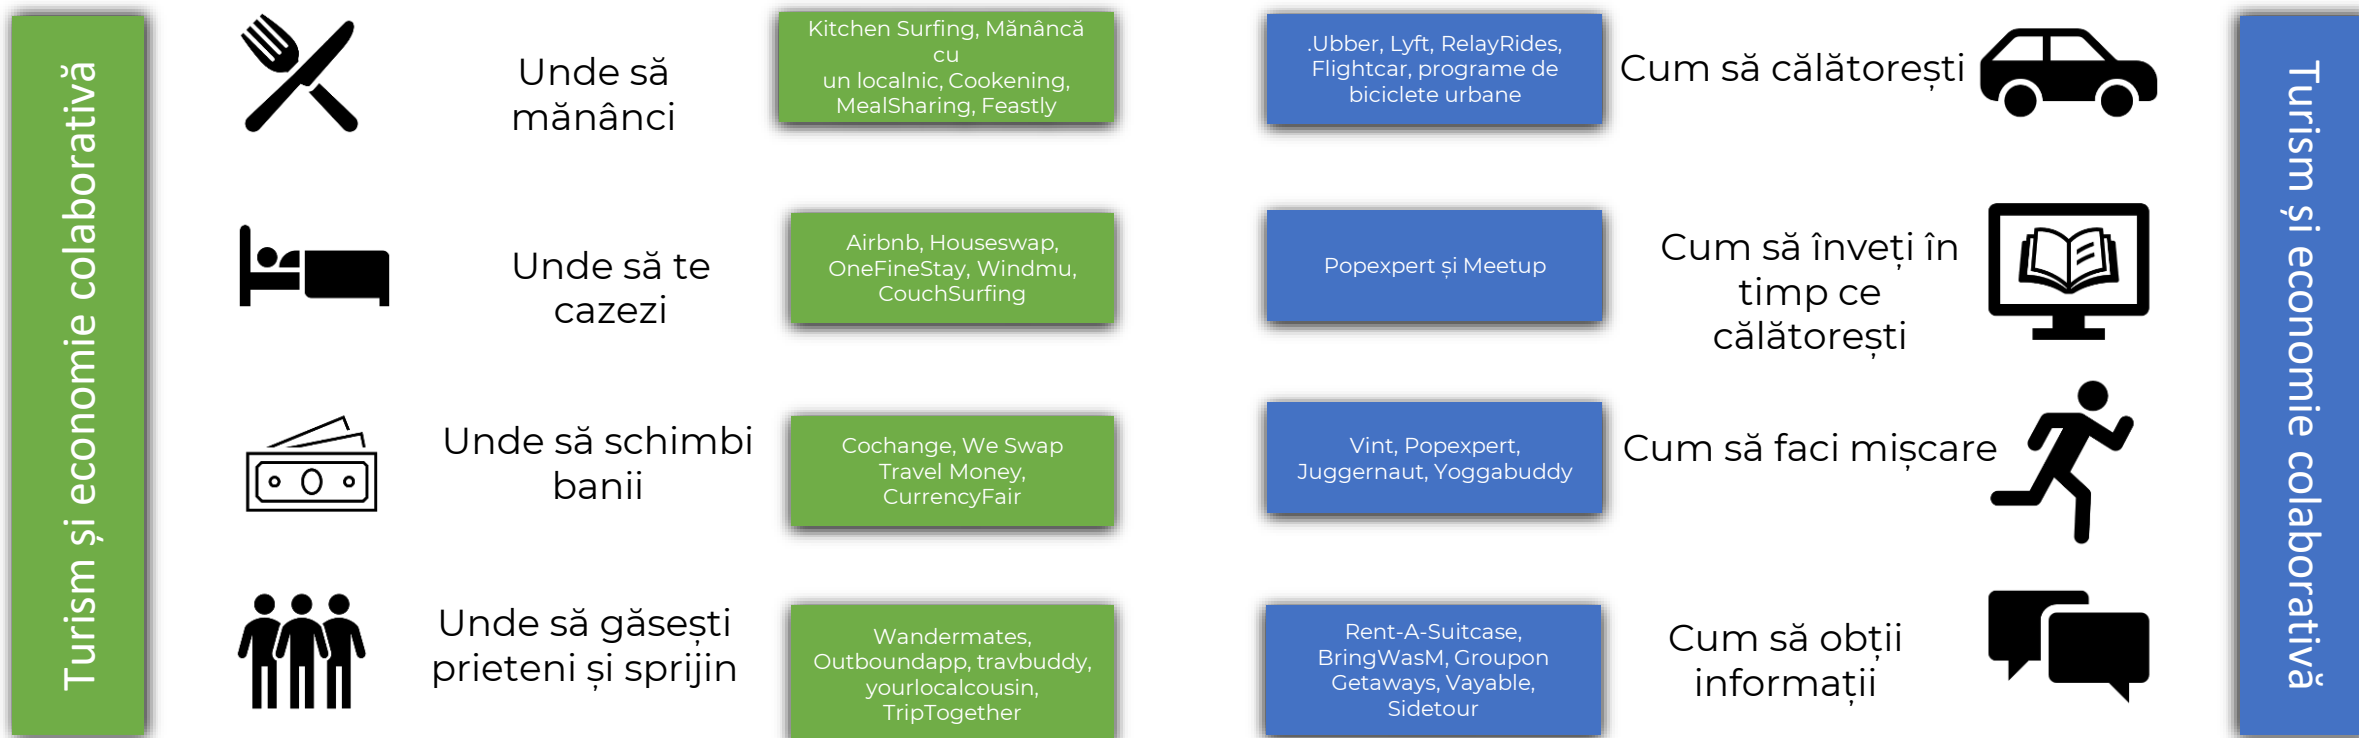 Turism și economie colaborativă
Unde să
mănânci
Kitchen Surfing, Mănâncă
cu
un localnic, Cookening,
MealSharing, Feastly
Unde să te
cazezi
Airbnb, Houseswap,
OneFineStay, Windmu,
CouchSurfing
Unde să schimbi
banii
Cochange, We Swap
Travel Money,
CurrencyFair
Unde să găsești
prieteni și sprijin
Wandermates,
Outboundapp, travbuddy,
yourlocalcousin,
TripTogether
.Ubber, Lyft, RelayRides,
Flightcar, programe de
biciclete urbane
Cum să călătorești
Popexpert și Meetup
Cum să înveți în
timp ce
călătorești
Vint, Popexpert,
Juggernaut, Yoggabuddy
Cum să faci mișcare
Rent-A-Suitcase,
BringWasM, Groupon
Getaways, Vayable,
Sidetour
Cum să obții
informații
Turism și economie colaborativă